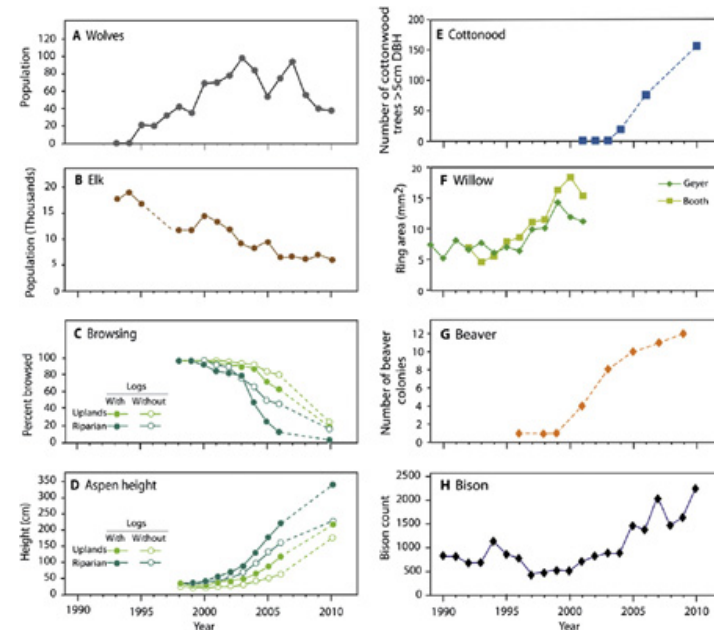 A Wolves
Population
120
100
80
60
40
20
0
B Elk
Population (Thousands)
20
15
10
5
0
C Browsing
Percent browsed
100
80
60
40
20
0
Logs
With Without
Uplands
Riparian
D Aspen height
Height (cm)
350
300
250
200
150
100
50
0
Logs
With Without
Uplands
Riparian
1990 1995 2000 2005 2010
Year
E Cottonood
Number of cottonwood
trees >5cm DBH
200
150
100
50
0
F Willow
Ring area (mm2)
20
15
10
5
0
Geyer
Booth
G Beaver
Number of beaver
colonies
12
10
8
6
4
2
0
H Bison
Bison count
2500
2000
1500
1000
500
0
1990 1995 2000 2005 2010
Year